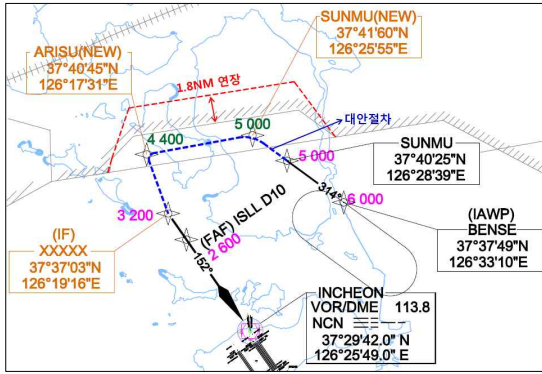 SUNMU(NEW)
37°41'60"N
126°25'55"E
ARISU(NEW)
37°40'45"N
126°17'31"E
1.8NM 연장
대안절차
4 400
5 000
5 000
SUNMU
37°40'25"N
126°28'39"E
314°
6 000
3 200
(FAF) ISLL D10
2 600
152°
(IF)
XXXXX
37°37'03"N
126°19'16"E
(IAWP)
BENSE
37°37'49"N
126°33'10"E
INCHEON
VOR/DME 113.8
NCN
37°29'42.0" N
126°25'49.0" E